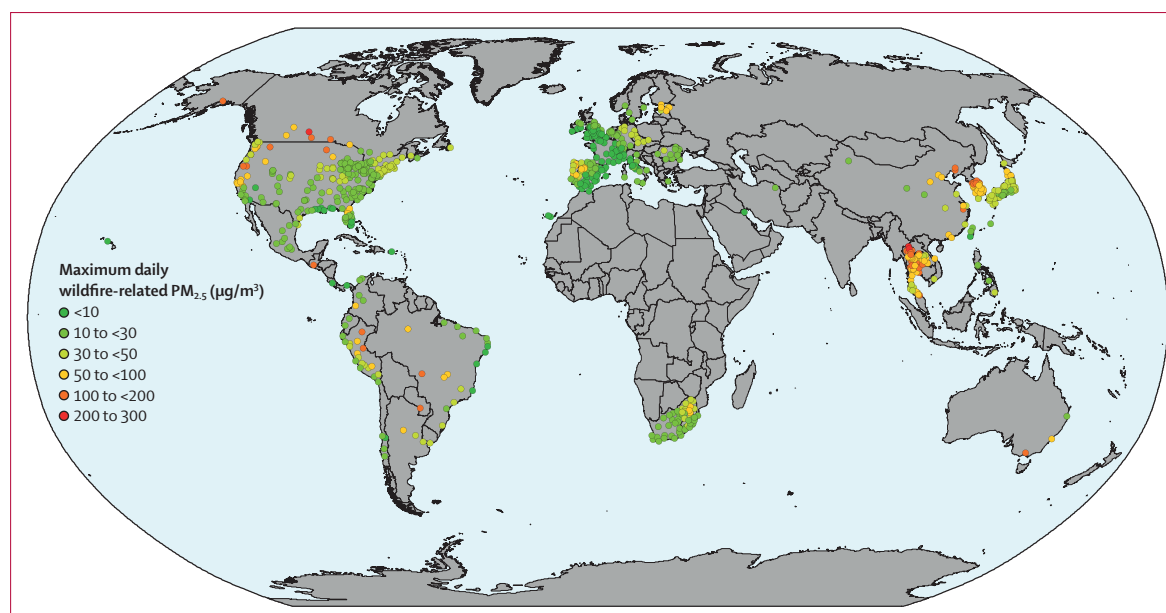 Maximum daily
wildfire-related PM₂.₅ (µg/m³)
<10
10 to <30
30 to <50
50 to <100
100 to <200
200 to 300